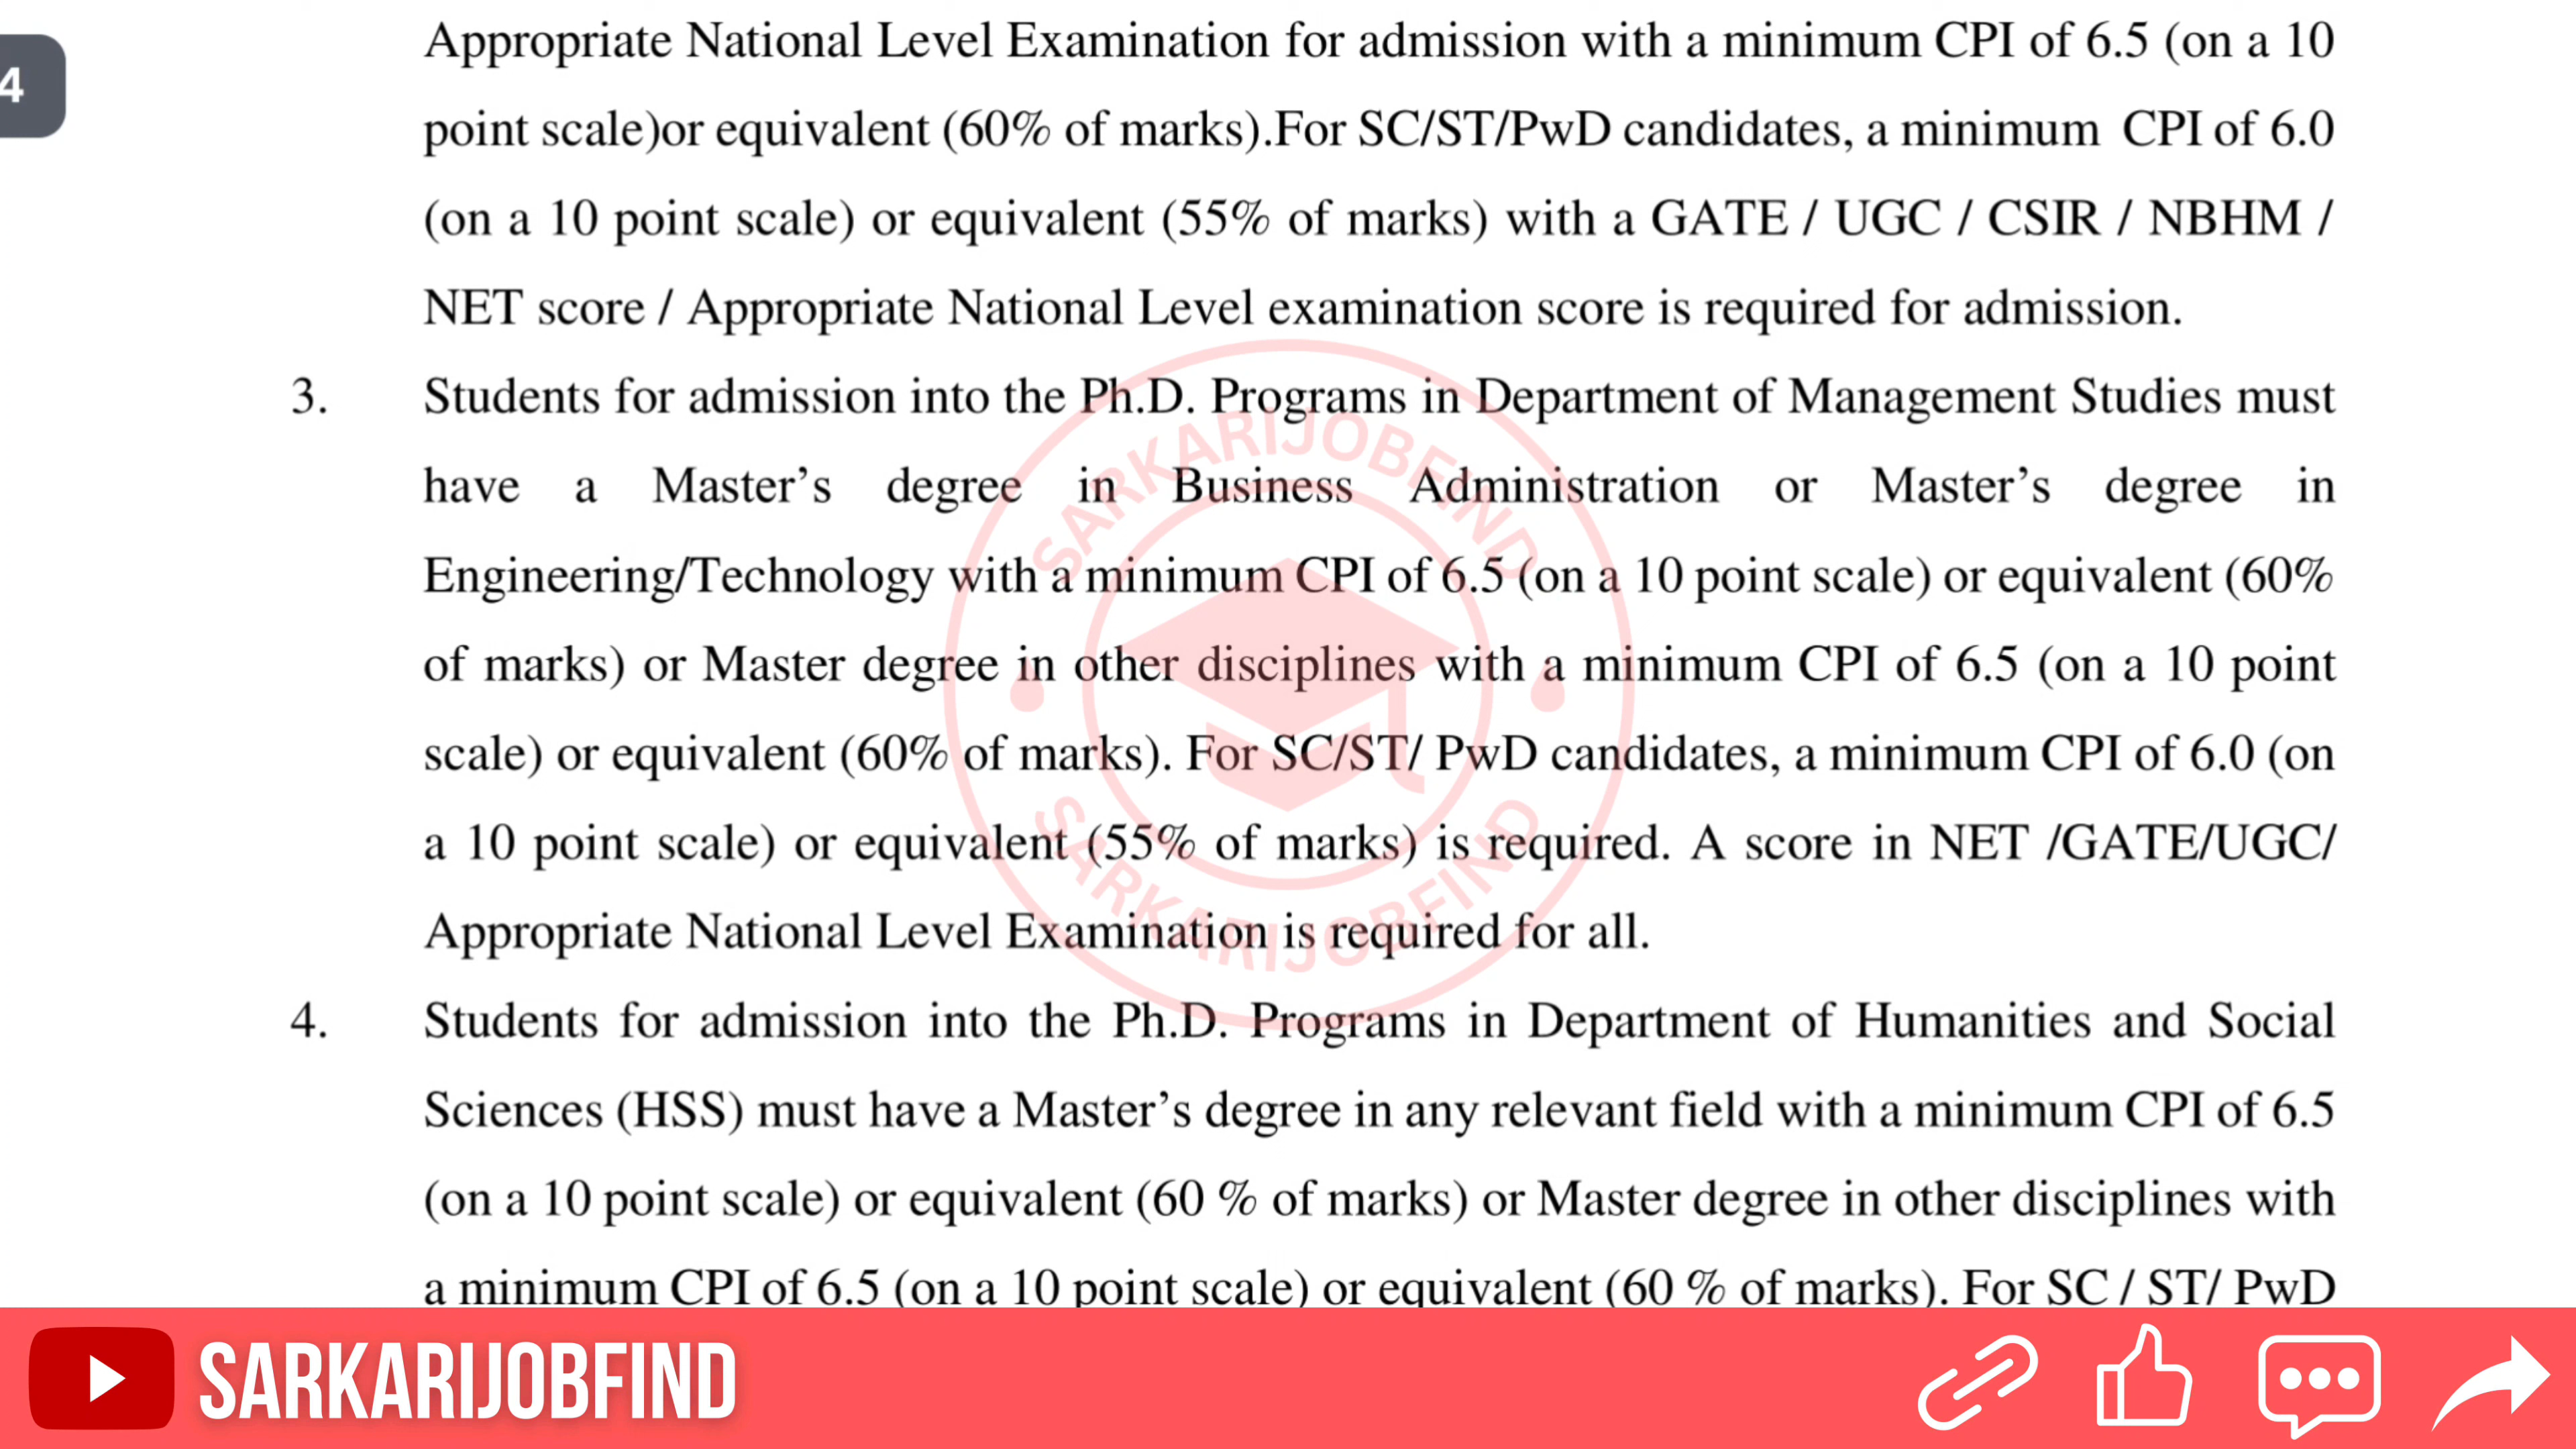 4
Appropriate National Level Examination for admission with a minimum CPI of 6.5 (on a 10
point scale)or equivalent (60% of marks).For SC/ST/PwD candidates, a minimum CPI of 6.0
(on a 10 point scale) or equivalent (55% of marks) with a GATE / UGC / CSIR / NBHM /
NET score / Appropriate National Level examination score is required for admission.
3. Students for admission into the Ph.D. Programs in Department of Management Studies must
have a Master’s degree in Business Administration or Master’s degree in
Engineering/Technology with a minimum CPI of 6.5 (on a 10 point scale) or equivalent (60%
of marks) or Master degree in other disciplines with a minimum CPI of 6.5 (on a 10 point
scale) or equivalent (60% of marks). For SC/ST/ PwD candidates, a minimum CPI of 6.0 (on
a 10 point scale) or equivalent (55% of marks) is required. A score in NET /GATE/UGC/
Appropriate National Level Examination is required for all.
4. Students for admission into the Ph.D. Programs in Department of Humanities and Social
Sciences (HSS) must have a Master’s degree in any relevant field with a minimum CPI of 6.5
(on a 10 point scale) or equivalent (60 % of marks) or Master degree in other disciplines with
a minimum CPI of 6.5 (on a 10 point scale) or equivalent (60 % of marks). For SC / ST/ PwD
SARKARIJOBFIND
SARKARIJOBFIND
SARKARIJOBFIND